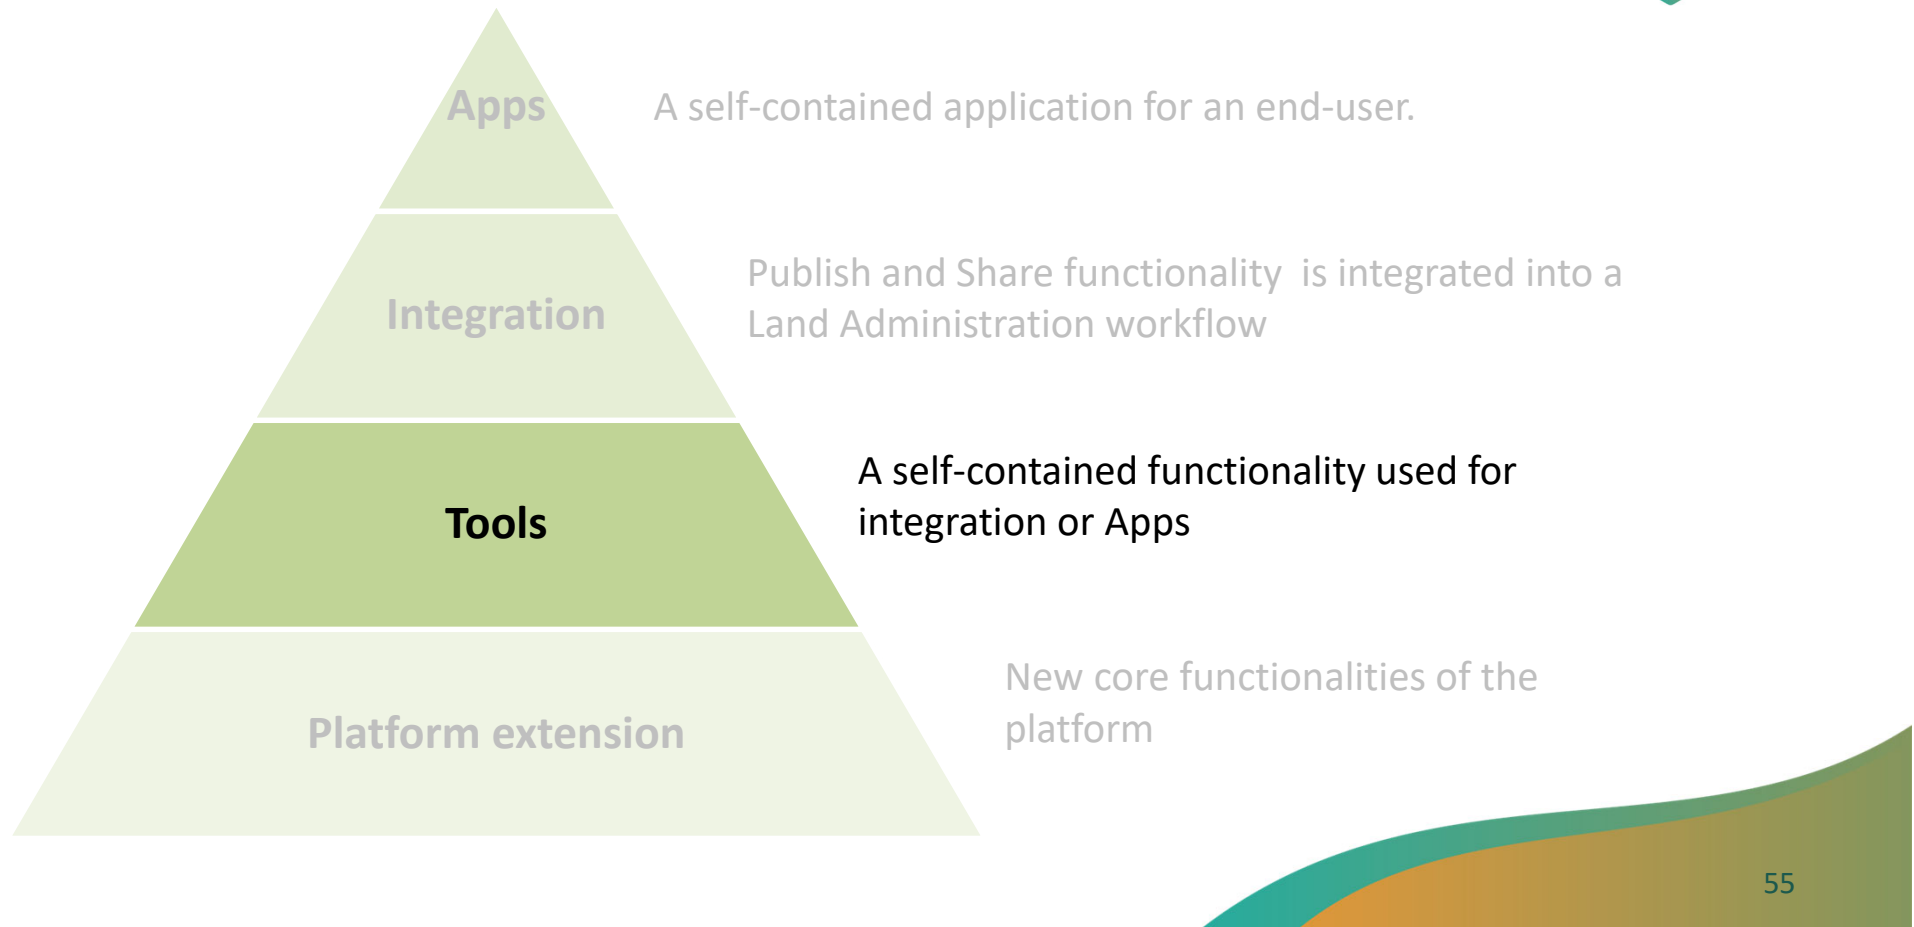 Apps
A self-contained application for an end-user.
Integration
Publish and Share functionality  is integrated into a
Land Administration workflow
Tools
A self-contained functionality used for
integration or Apps
Platform extension
New core functionalities of the
platform
55